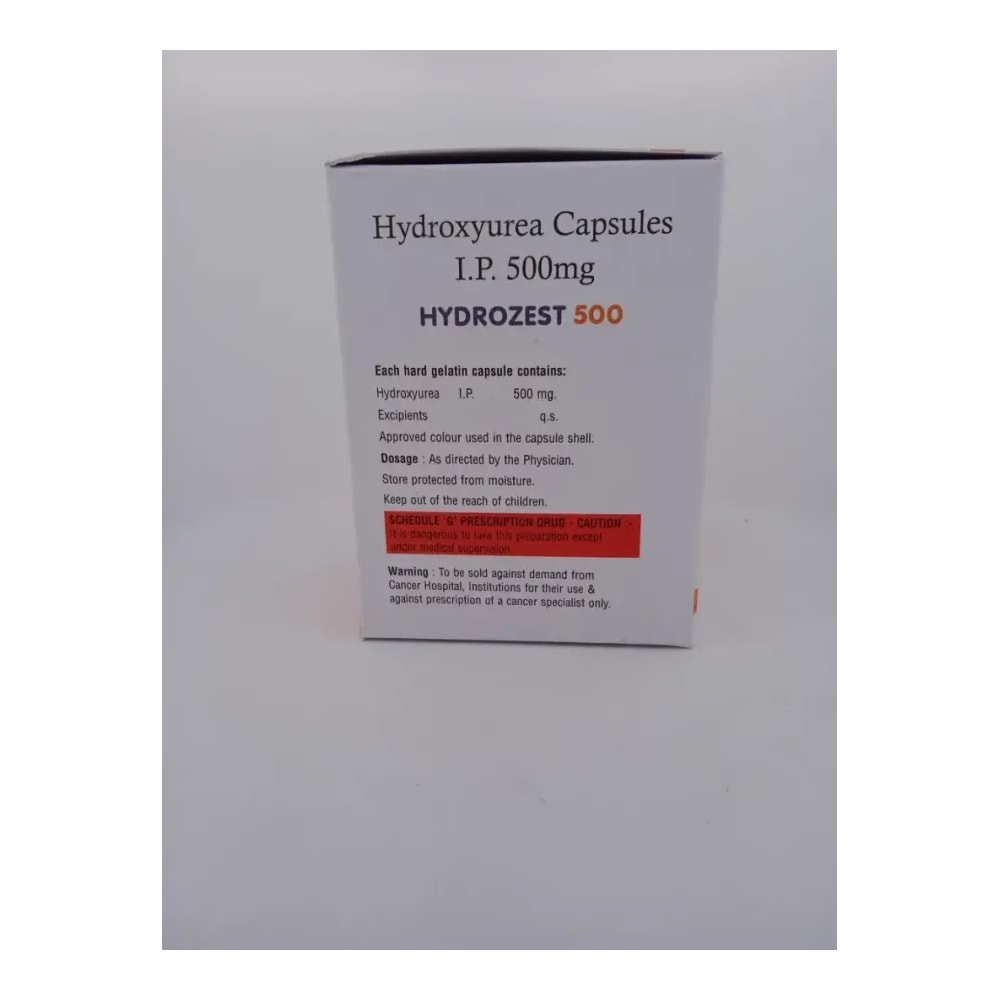 Hydroxyurea Capsules
I.P. 500mg
HYDROZEST 500
Each hard gelatin capsule contains:
Hydroxyurea I.P. 500 mg.
Excipients q.s.
Approved colour used in the capsule shell.
Dosage : As directed by the Physician.
Store protected from moisture.
Keep out of the reach of children.
SCHEDULE 'G' PRESCRIPTION DRUG - CAUTION :-
It is dangerous to take this preparation except
under medical supervision.
Warning : To be sold against demand from
Cancer Hospital, Institutions for their use &
against prescription of a cancer specialist only.